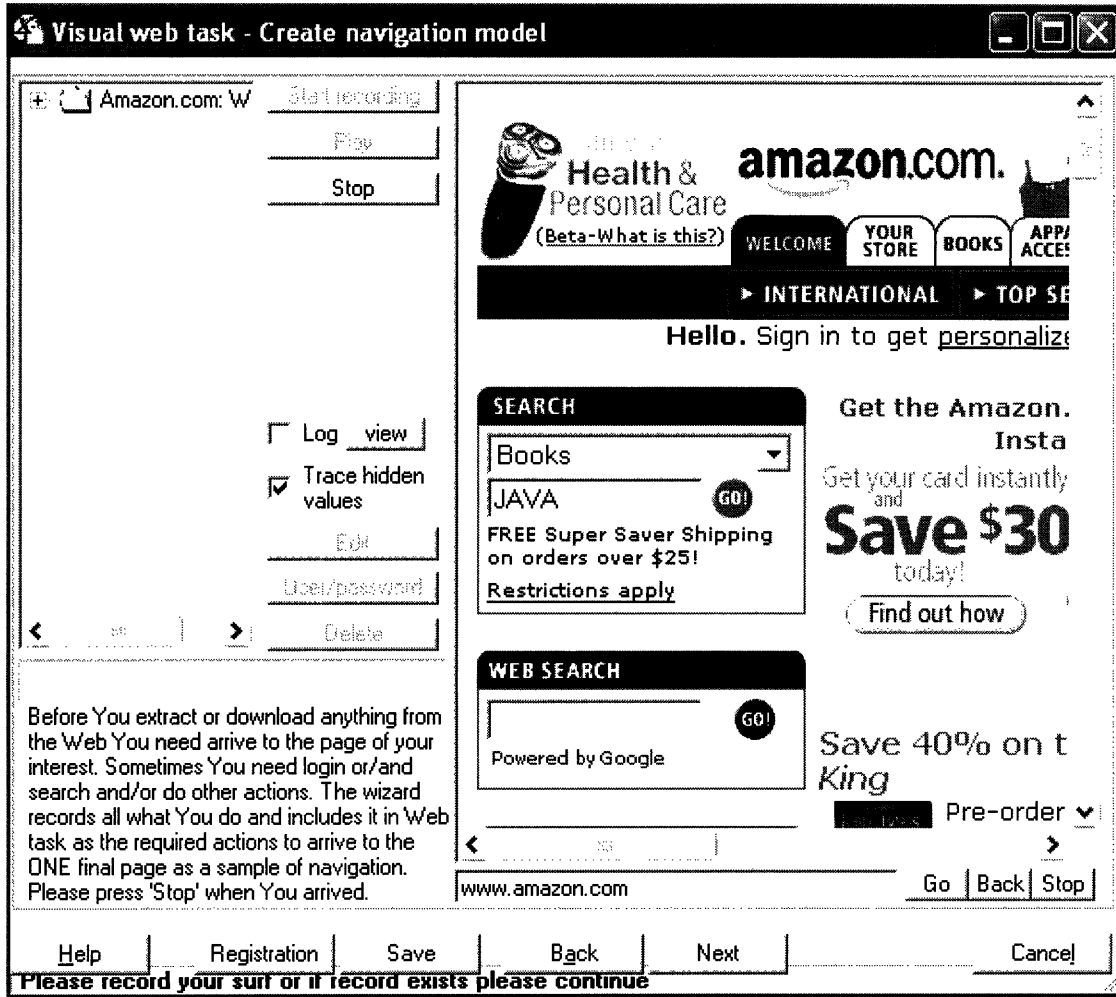 Visual web task - Create navigation model
Amazon.com: W
Start recording
Play
Stop
Log view
Trace hidden
values
Edit
User/password
Delete
Before You extract or download anything from
the Web You need arrive to the page of your
interest. Sometimes You need login or/and
search and/or do other actions. The wizard
records all what You do and includes it in Web
task as the required actions to arrive to the
ONE final page as a sample of navigation.
Please press 'Stop' when You arrived.
Health &
Personal Care
(Beta-What is this?)
amazon.com.
WELCOME
YOUR
STORE
BOOKS
APPA
ACCES
INTERNATIONAL
TOP SE
Hello. Sign in to get personalize
SEARCH
Books
JAVA
GO!
FREE Super Saver Shipping
on orders over $25!
Restrictions apply
Get the Amazon.
Insta
Get your card instantly
and
Save $30
today!
Find out how
WEB SEARCH
GO!
Powered by Google
Save 40% on t
King
Pre-order
www.amazon.com
Go Back Stop
Help Registration Save Back Next Cancel
Please record your surf or if record exists please continue